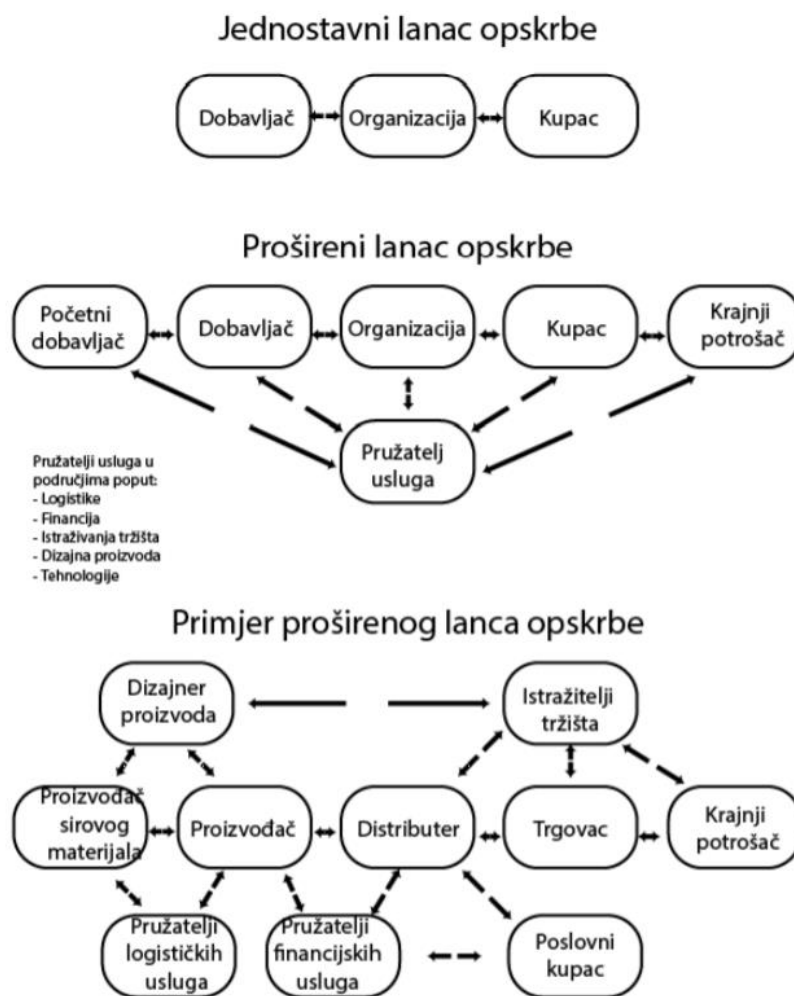 Jednostavni lanac opskrbe
Dobavljač
Organizacija
Kupac
Prošireni lanac opskrbe
Početni
dobavljač
Dobavljač
Organizacija
Kupac
Krajnji
potrošač
Pružatelj
usluga
Pružatelji usluga u
područjima poput:
- Logistike
- Financija
- Istraživanja tržišta
- Dizajna proizvoda
- Tehnologije
Primjer proširenog lanca opskrbe
Dizajner
proizvoda
Istražitelji
tržišta
Proizvođač
sirovog
materijala
Proizvođač
Distributer
Trgovac
Krajnji
potrošač
Pružatelji
logističkih
usluga
Pružatelji
financijskih
usluga
Poslovni
kupac